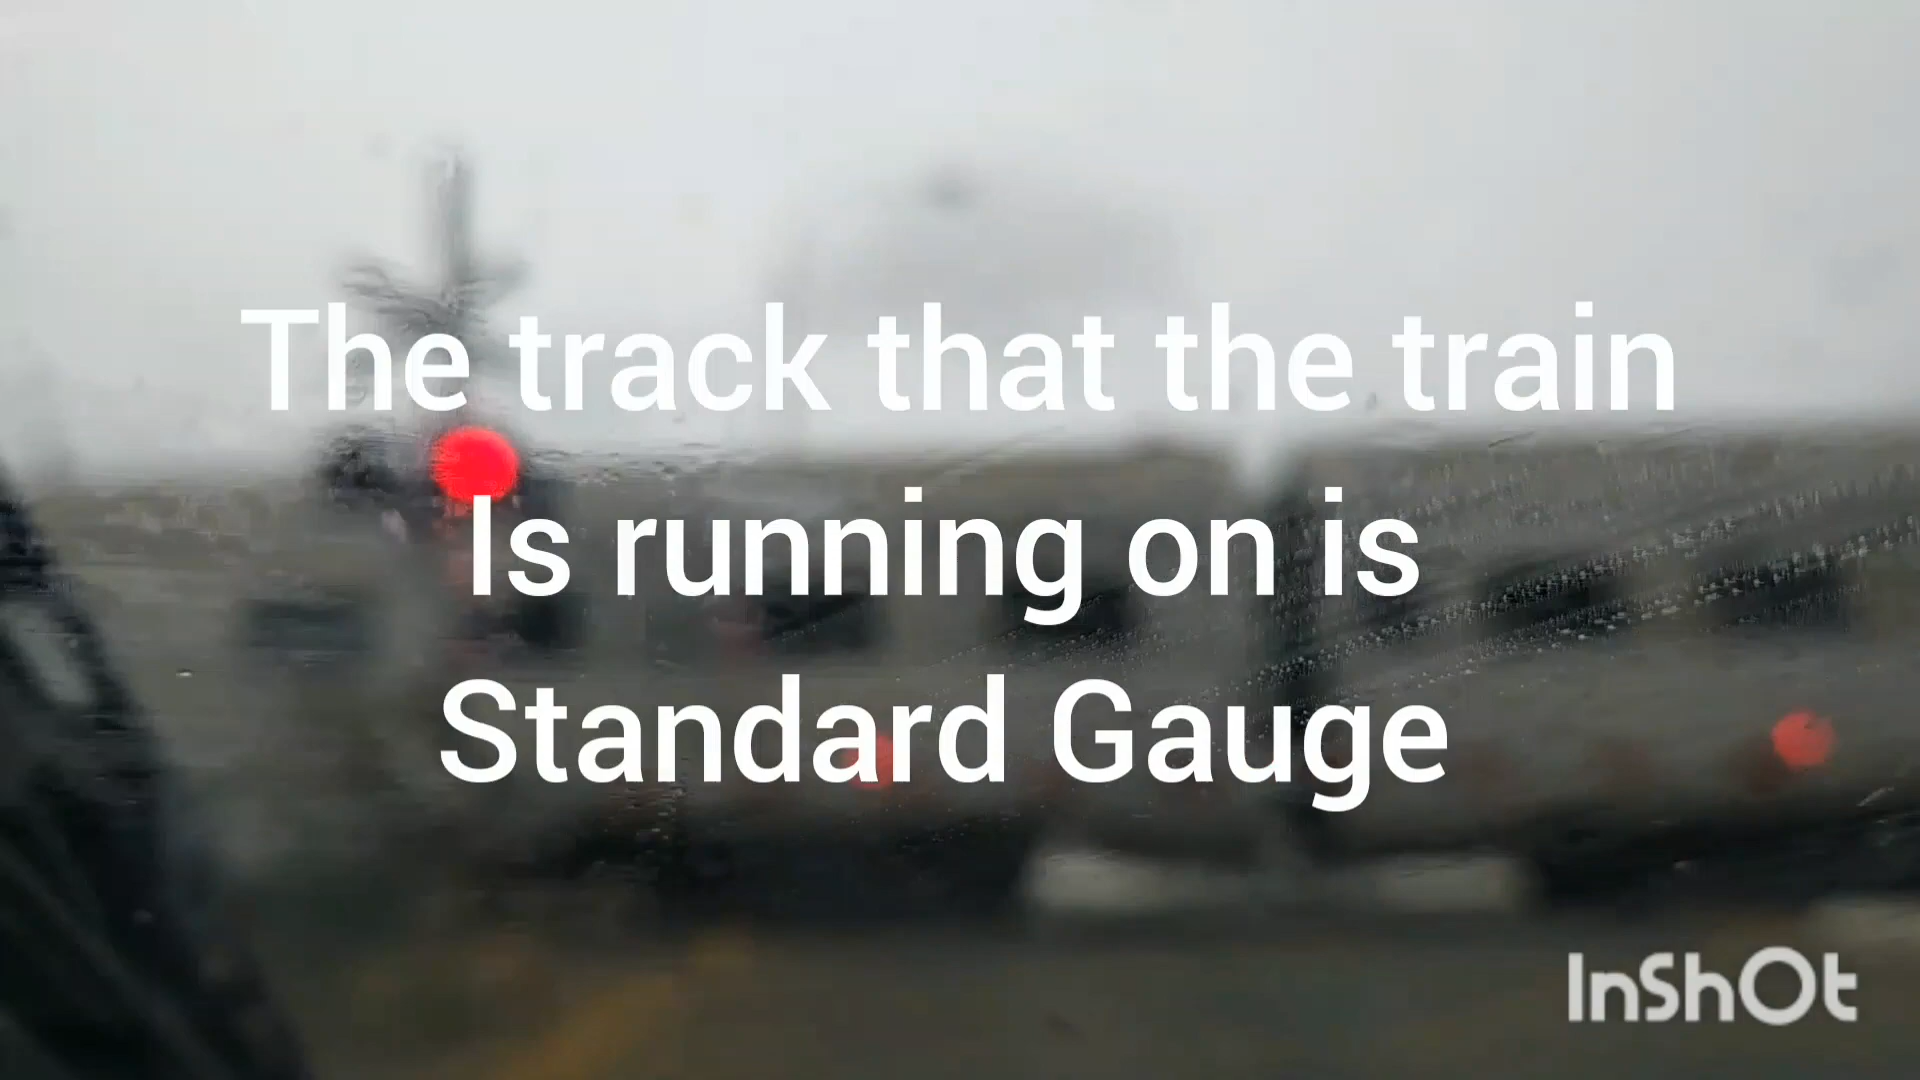 The track that the train
Is running on is
Standard Gauge
InShOt